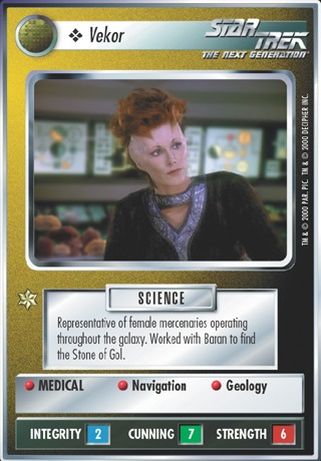 ❖ Vekor
STAR TREK
THE NEXT GENERATION®
TM & © 2000 PAR. PIC. TM & © 2000 DECIPHER INC.
SCIENCE
Representative of female mercenaries operating
throughout the galaxy. Worked with Baran to find
the Stone of Gol.
MEDICAL Navigation Geology
INTEGRITY 2 CUNNING 7 STRENGTH 6